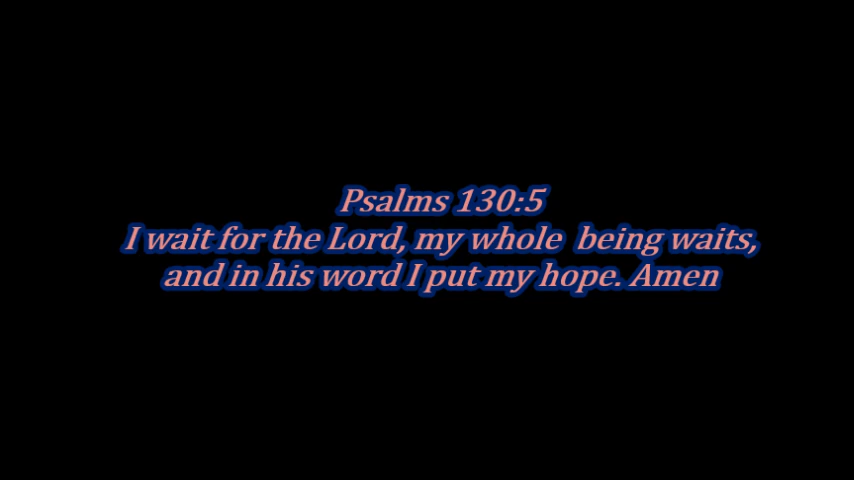 Psalms 130:5
I wait for the Lord, my whole  being waits,
and in his word I put my hope. Amen